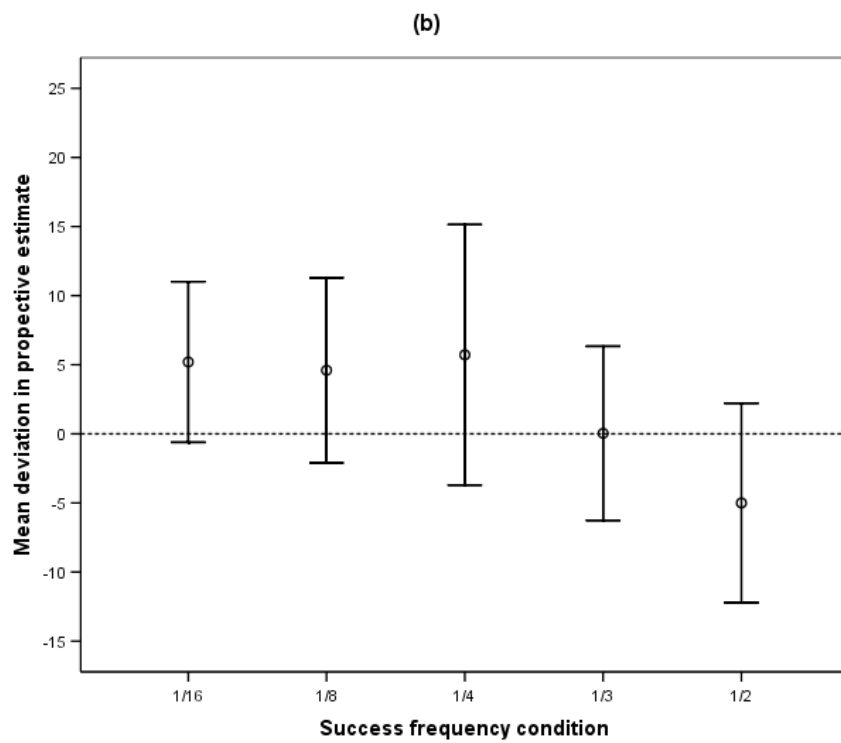 (b)
25
20
15
10
5
0
-5
-10
-15
Mean deviation in propective estimate
1/16 1/8 1/4 1/3 1/2
Success frequency condition